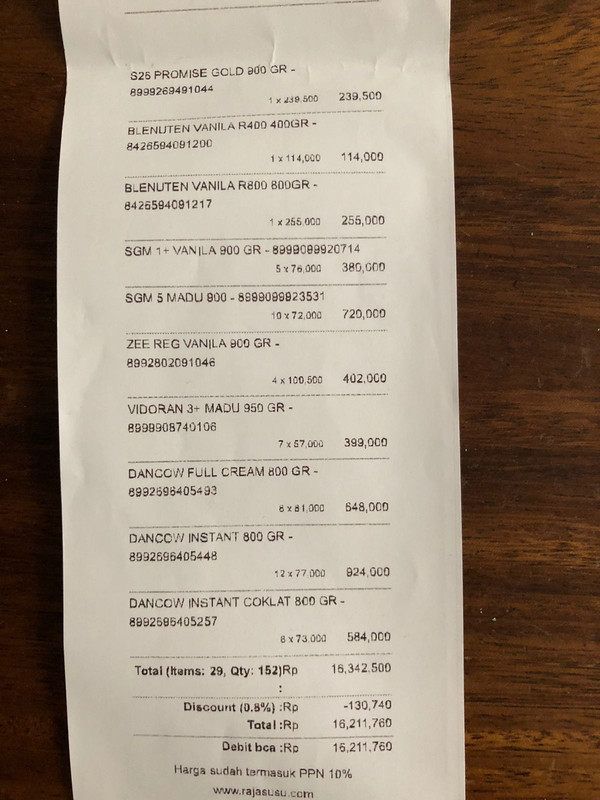 S26 PROMISE GOLD 900 GR -
8999269491044
1 x 239,500 239,500
BLENUTEN VANILA R400 400GR -
8426594091200
1 x 114,000 114,000
BLENUTEN VANILA R800 800GR -
8426594091217
1 x 255,000 255,000
SGM 1+ VANILA 900 GR - 8999099920714
5 x 76,000 380,000
SGM 5 MADU 900 - 8999099923531
10 x 72,000 720,000
ZEE REG VANILA 900 GR -
8992802091046
4 x 100,500 402,000
VIDORAN 3+ MADU 950 GR -
8999908740106
7 x 57,000 399,000
DANCOW FULL CREAM 800 GR -
8992696405493
8 x 81,000 648,000
DANCOW INSTANT 800 GR -
8992696405448
12 x 77,000 924,000
DANCOW INSTANT COKLAT 800 GR -
8992696405257
8 x 73,000 584,000
Total (Items: 29, Qty: 152)Rp 16,342,500
:
Discount (0.8%) :Rp -130,740
Total :Rp 16,211,760
Debit bca :Rp 16,211,760
Harga sudah termasuk PPN 10%
www.rajasusu.com